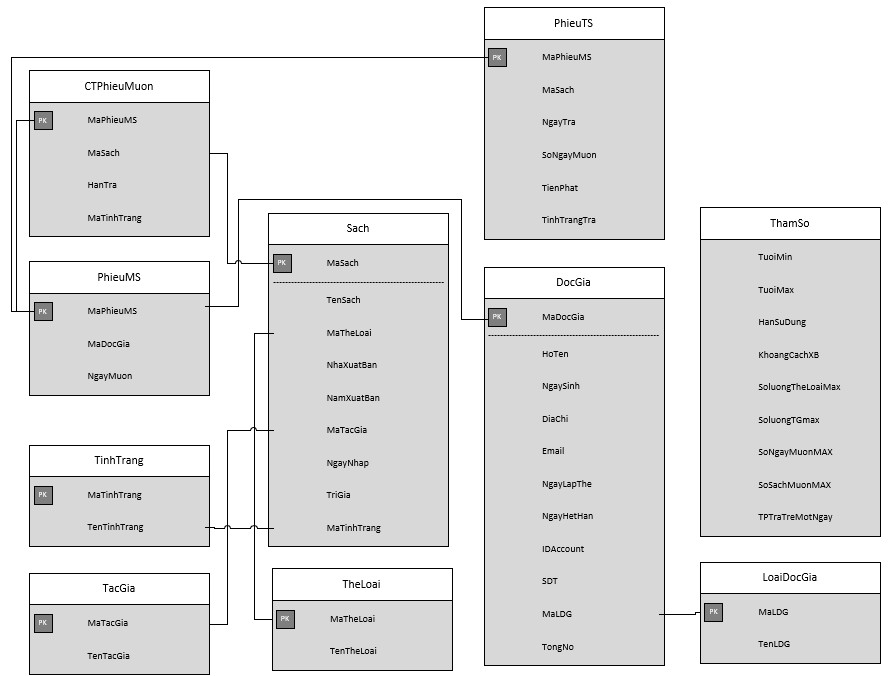 PhieuTS
PK MaPhieuMS
MaSach
NgayTra
SoNgayMuon
TienPhat
TinhTrangTra
CTPhieuMuon
PK MaPhieuMS
MaSach
HanTra
MaTinhTrang
PhieuMS
PK MaPhieuMS
MaDocGia
NgayMuon
TinhTrang
PK MaTinhTrang
TenTinhTrang
TacGia
PK MaTacGia
TenTacGia
Sach
PK MaSach
TenSach
MaTheLoai
NhaXuatBan
NamXuatBan
MaTacGia
NgayNhap
TriGia
MaTinhTrang
TheLoai
PK MaTheLoai
TenTheLoai
DocGia
PK MaDocGia
HoTen
NgaySinh
DiaChi
Email
NgayLapThe
NgayHetHan
IDAccount
SDT
MaLDG
TongNo
ThamSo
TuoiMin
TuoiMax
HanSuDung
KhoangCachXB
SoluongTheLoaiMax
SoluongTGmax
SoNgayMuonMAX
SoSachMuonMAX
TPTraTreMotNgay
LoaiDocGia
PK MaLDG
TenLDG